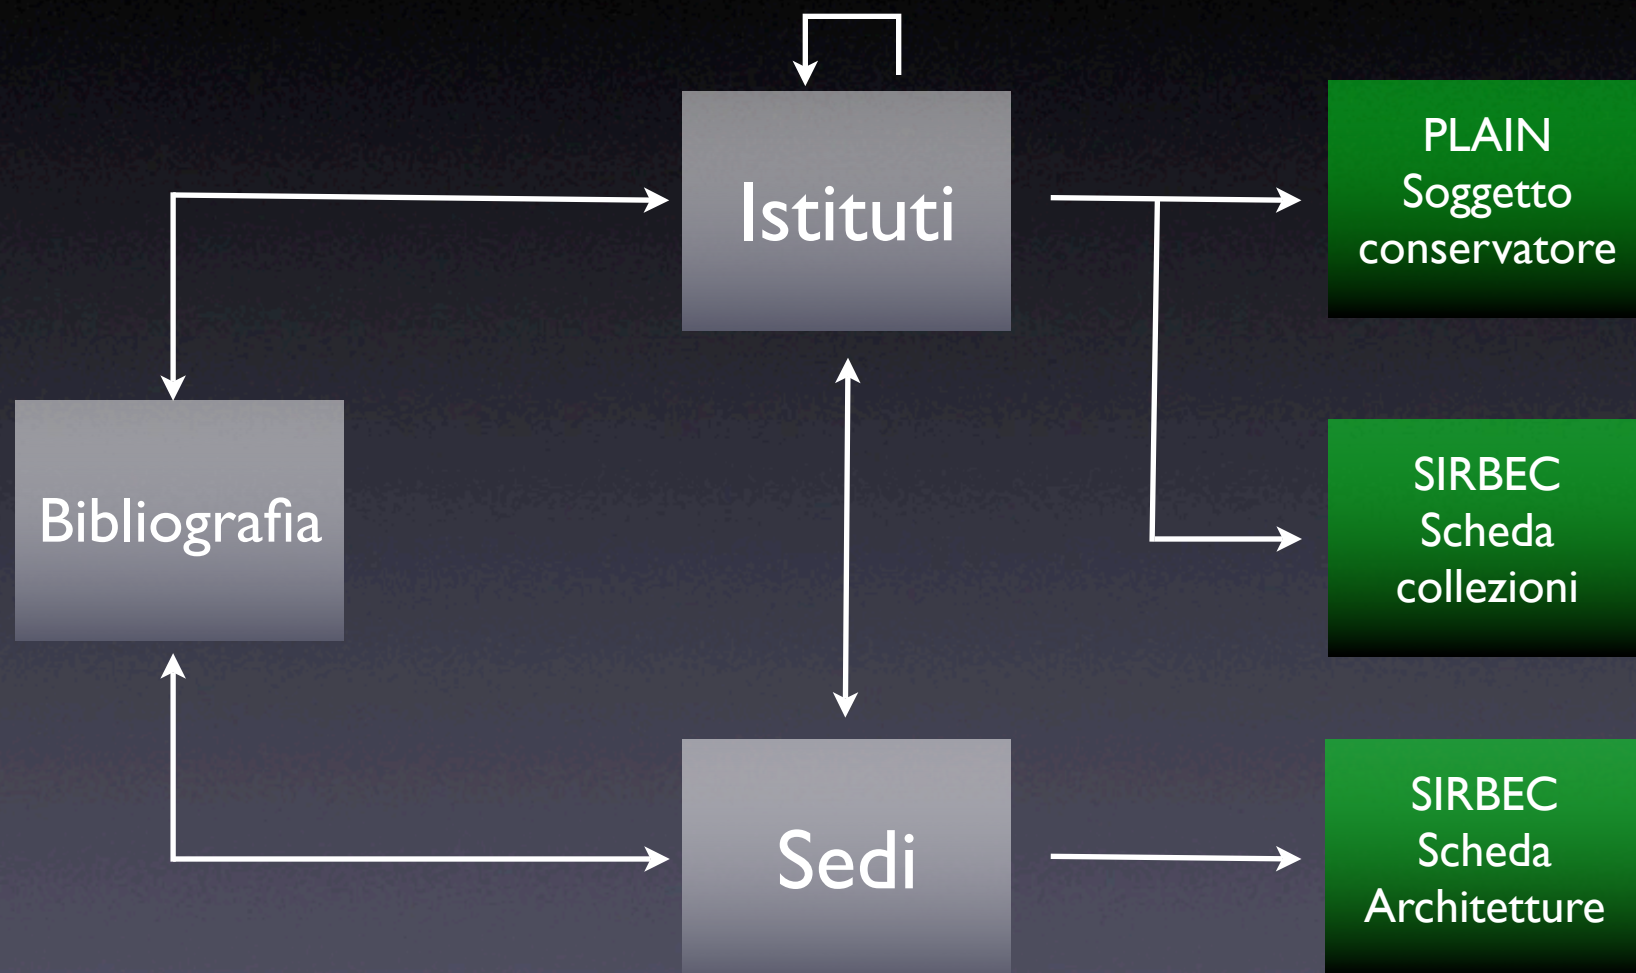 Istituti
PLAIN
Soggetto
conservatore
Bibliografia
SIRBEC
Scheda
collezioni
Sedi
SIRBEC
Scheda
Architetture